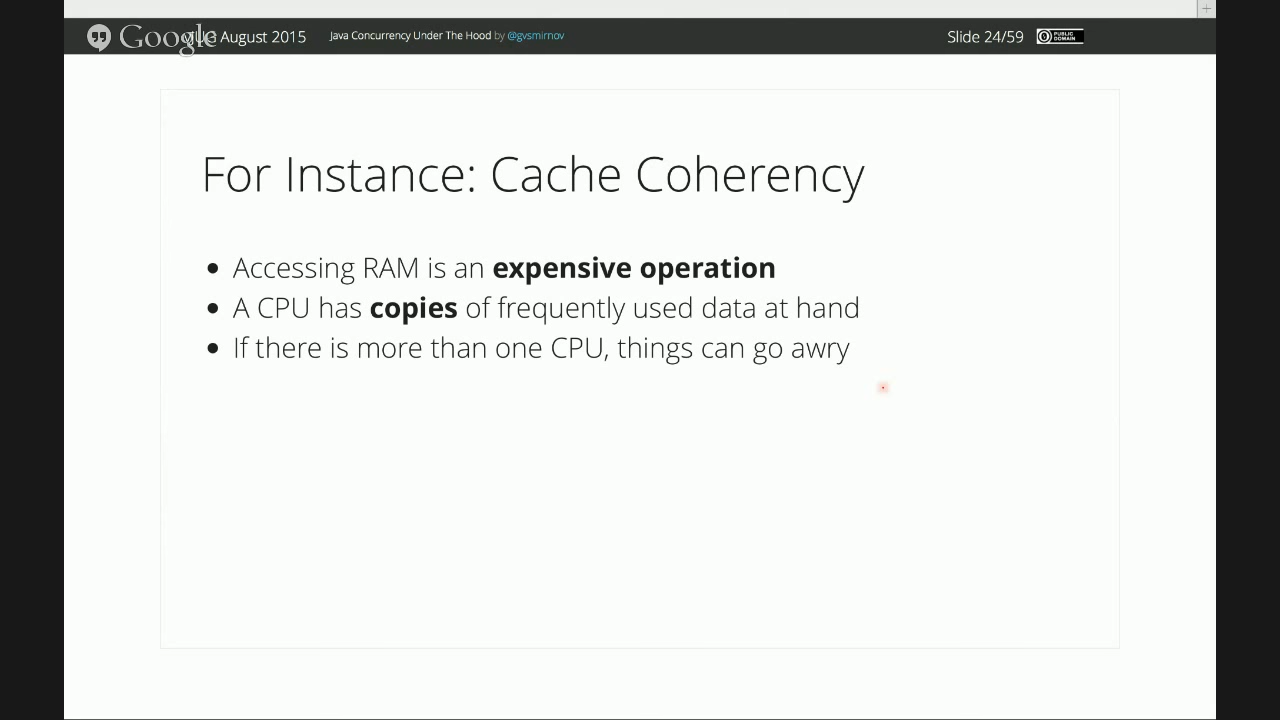 Google
August 2015
Java Concurrency Under The Hood by @gvsmirnov
Slide 24/59
PUBLIC DOMAIN
For Instance: Cache Coherency
Accessing RAM is an expensive operation
A CPU has copies of frequently used data at hand
If there is more than one CPU, things can go awry